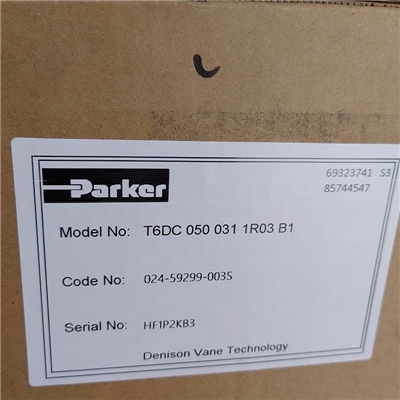 69323741 S3
85744547
Parker
Model No: T6DC 050 031 1R03 B1
Code No: 024-59299-003S
Serial No: HF1P2KB3
Denison Vane Technology